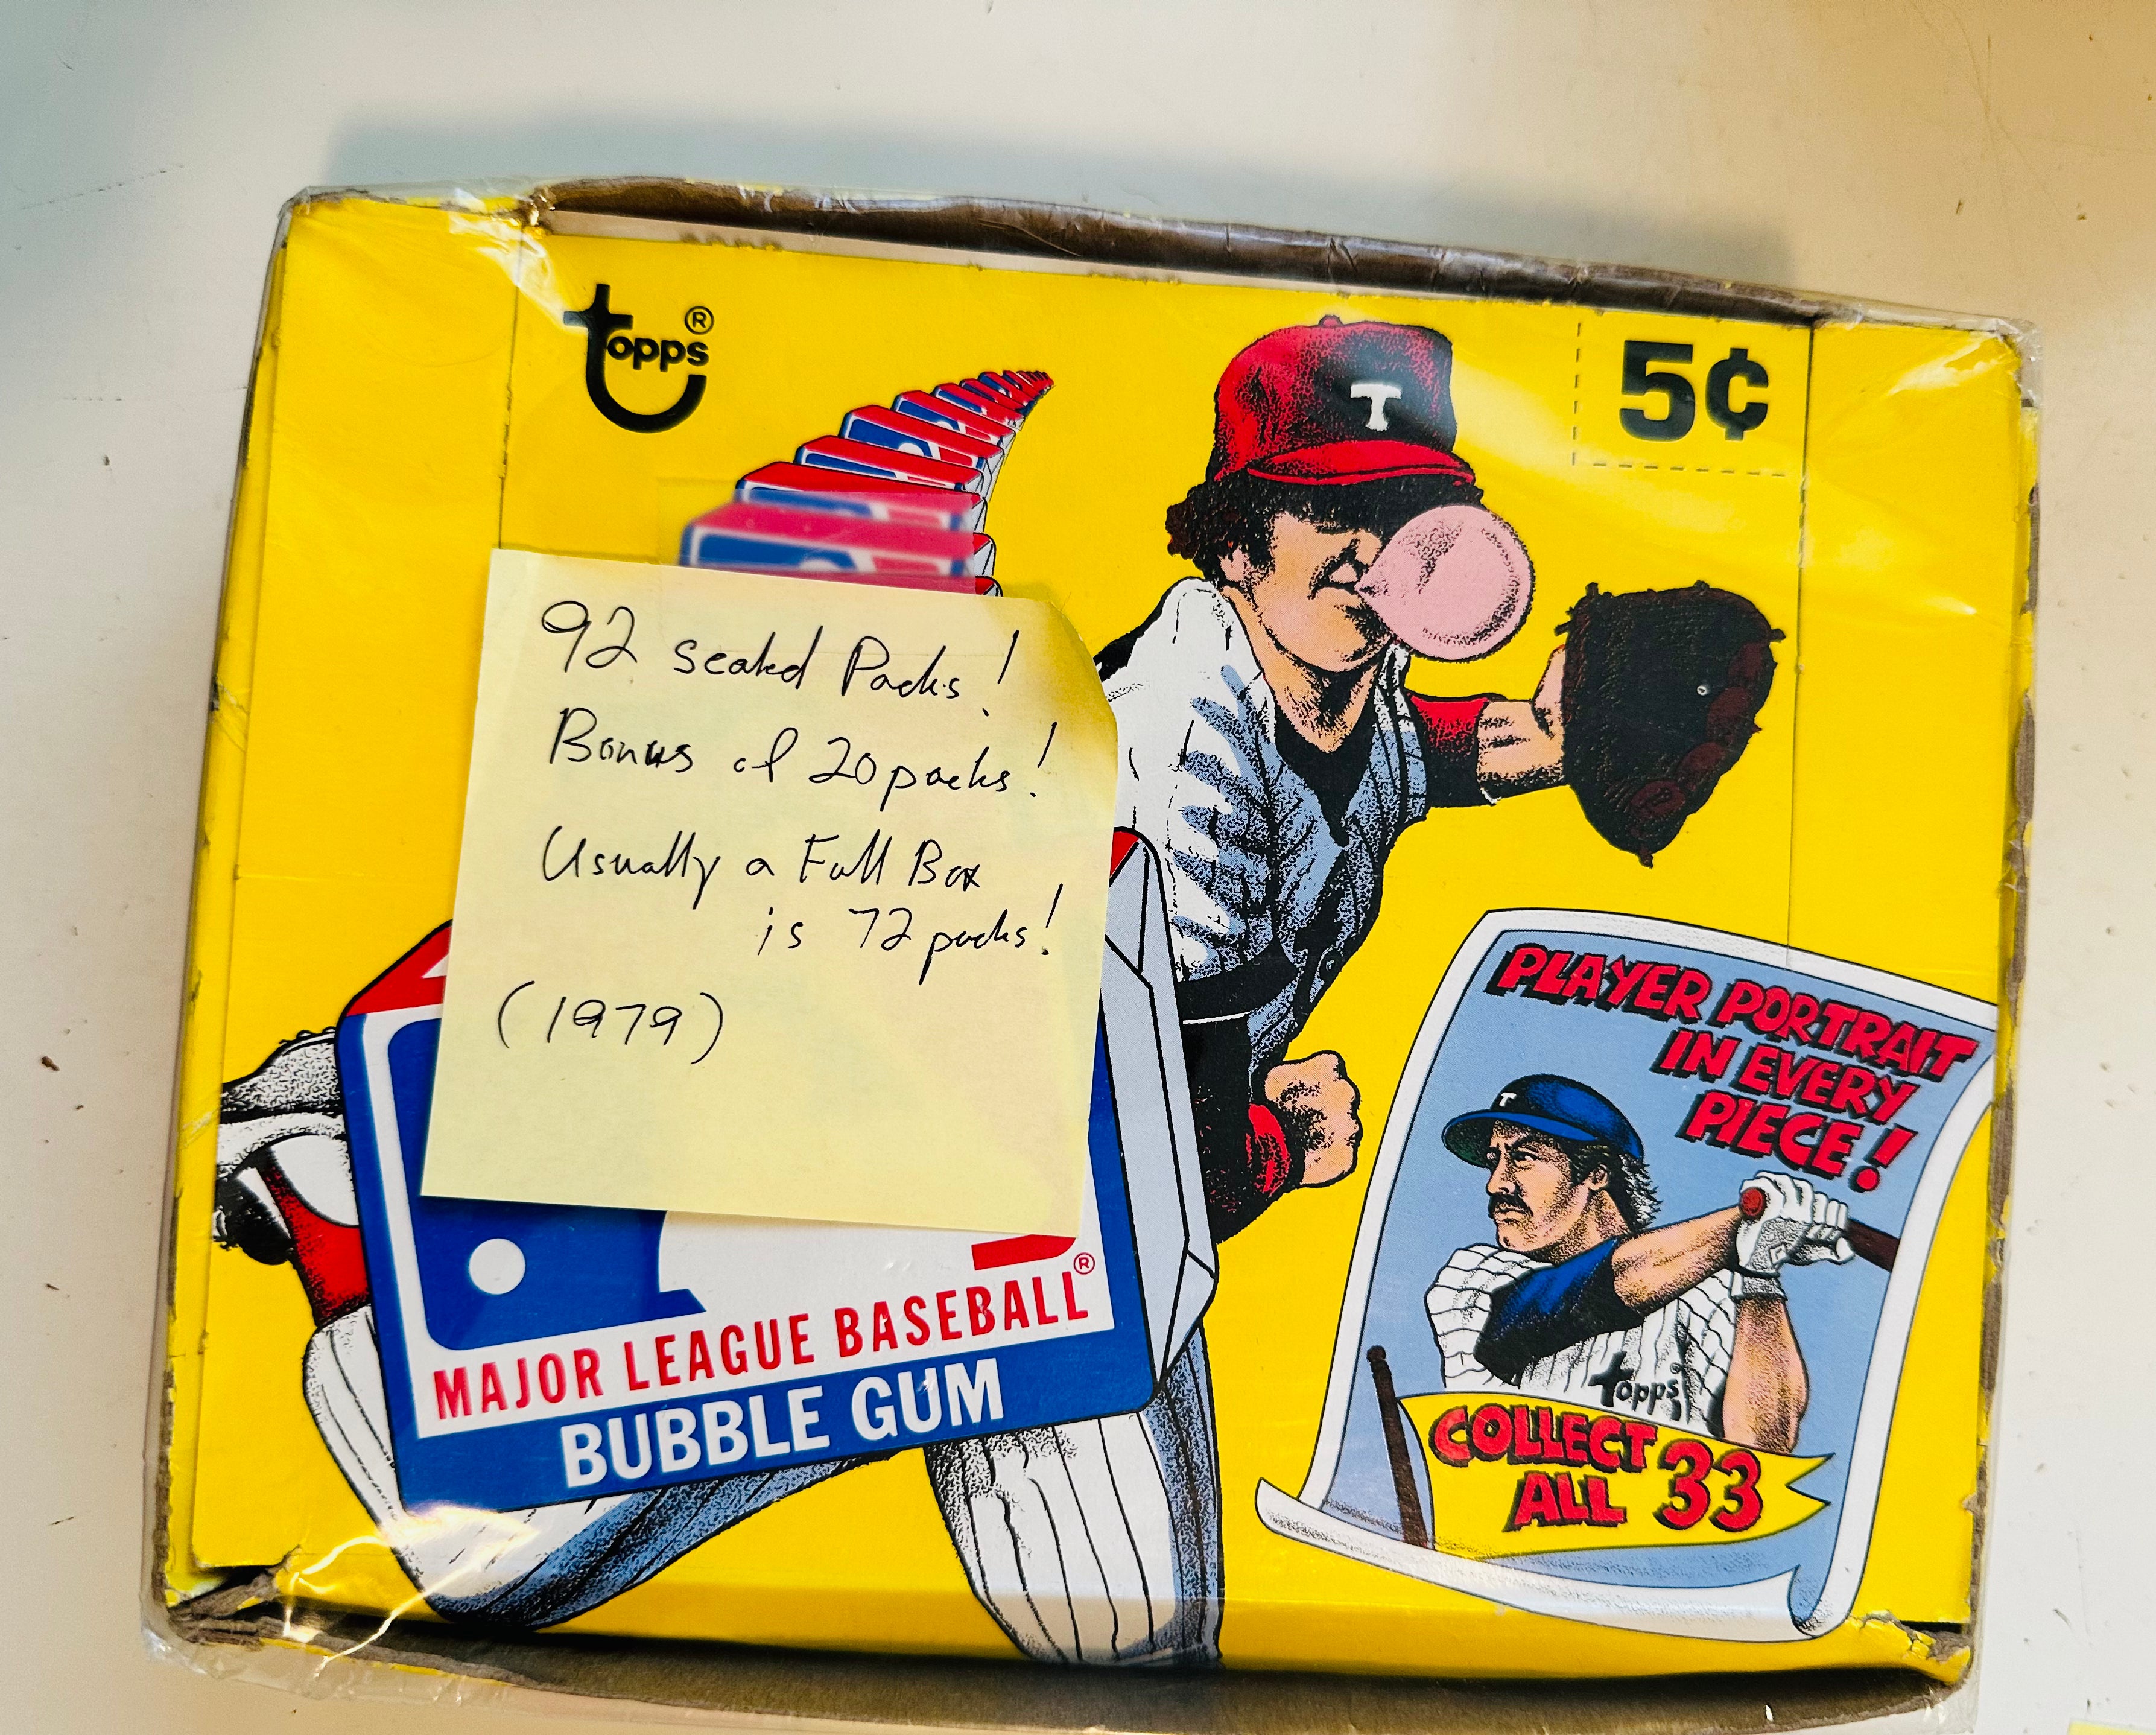 topps®
5¢
T
92 sealed Packs!
Bonus of 20 packs!
Usually a Full Box
is 72 packs!
(1979)
PLAYER PORTRAIT
IN EVERY
PIECE!
T
topps
COLLECT
ALL 33
MAJOR LEAGUE BASEBALL®
BUBBLE GUM